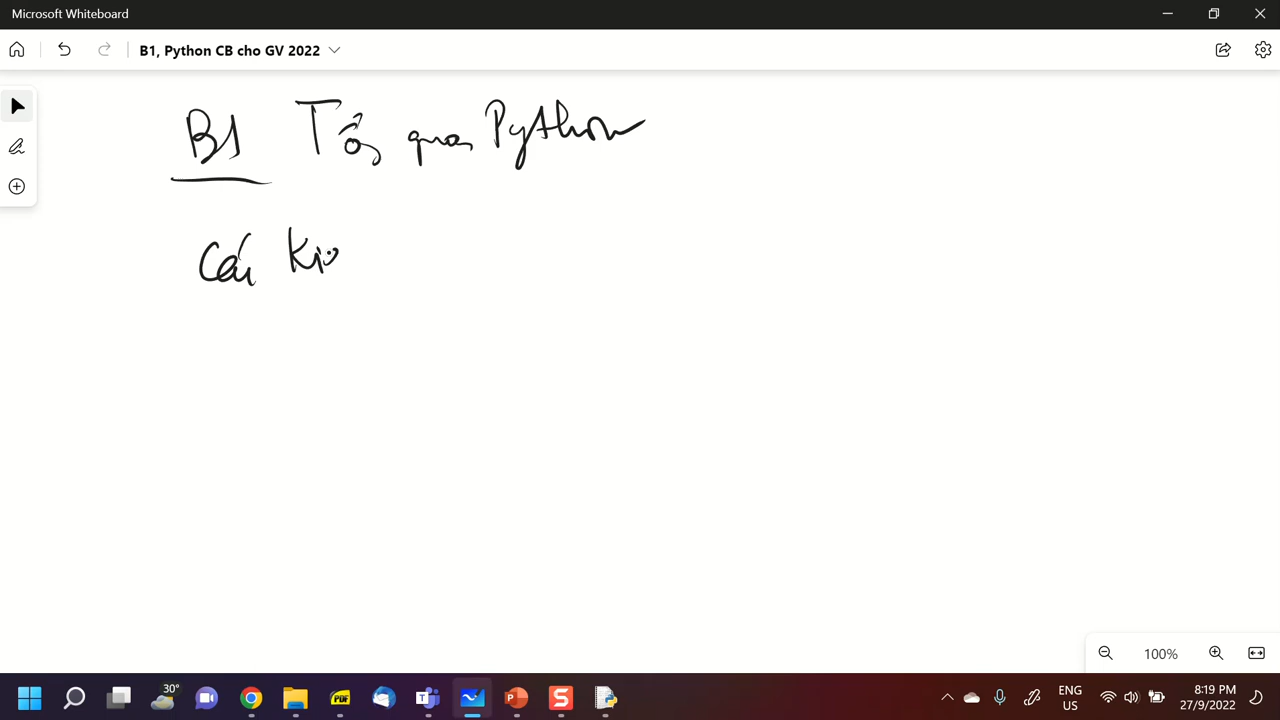 Microsoft Whiteboard
B1, Python CB cho GV 2022
B1 Tổng quan Python
Các
100%
30°
PDF
S
ENG
US
8:19 PM
27/9/2022